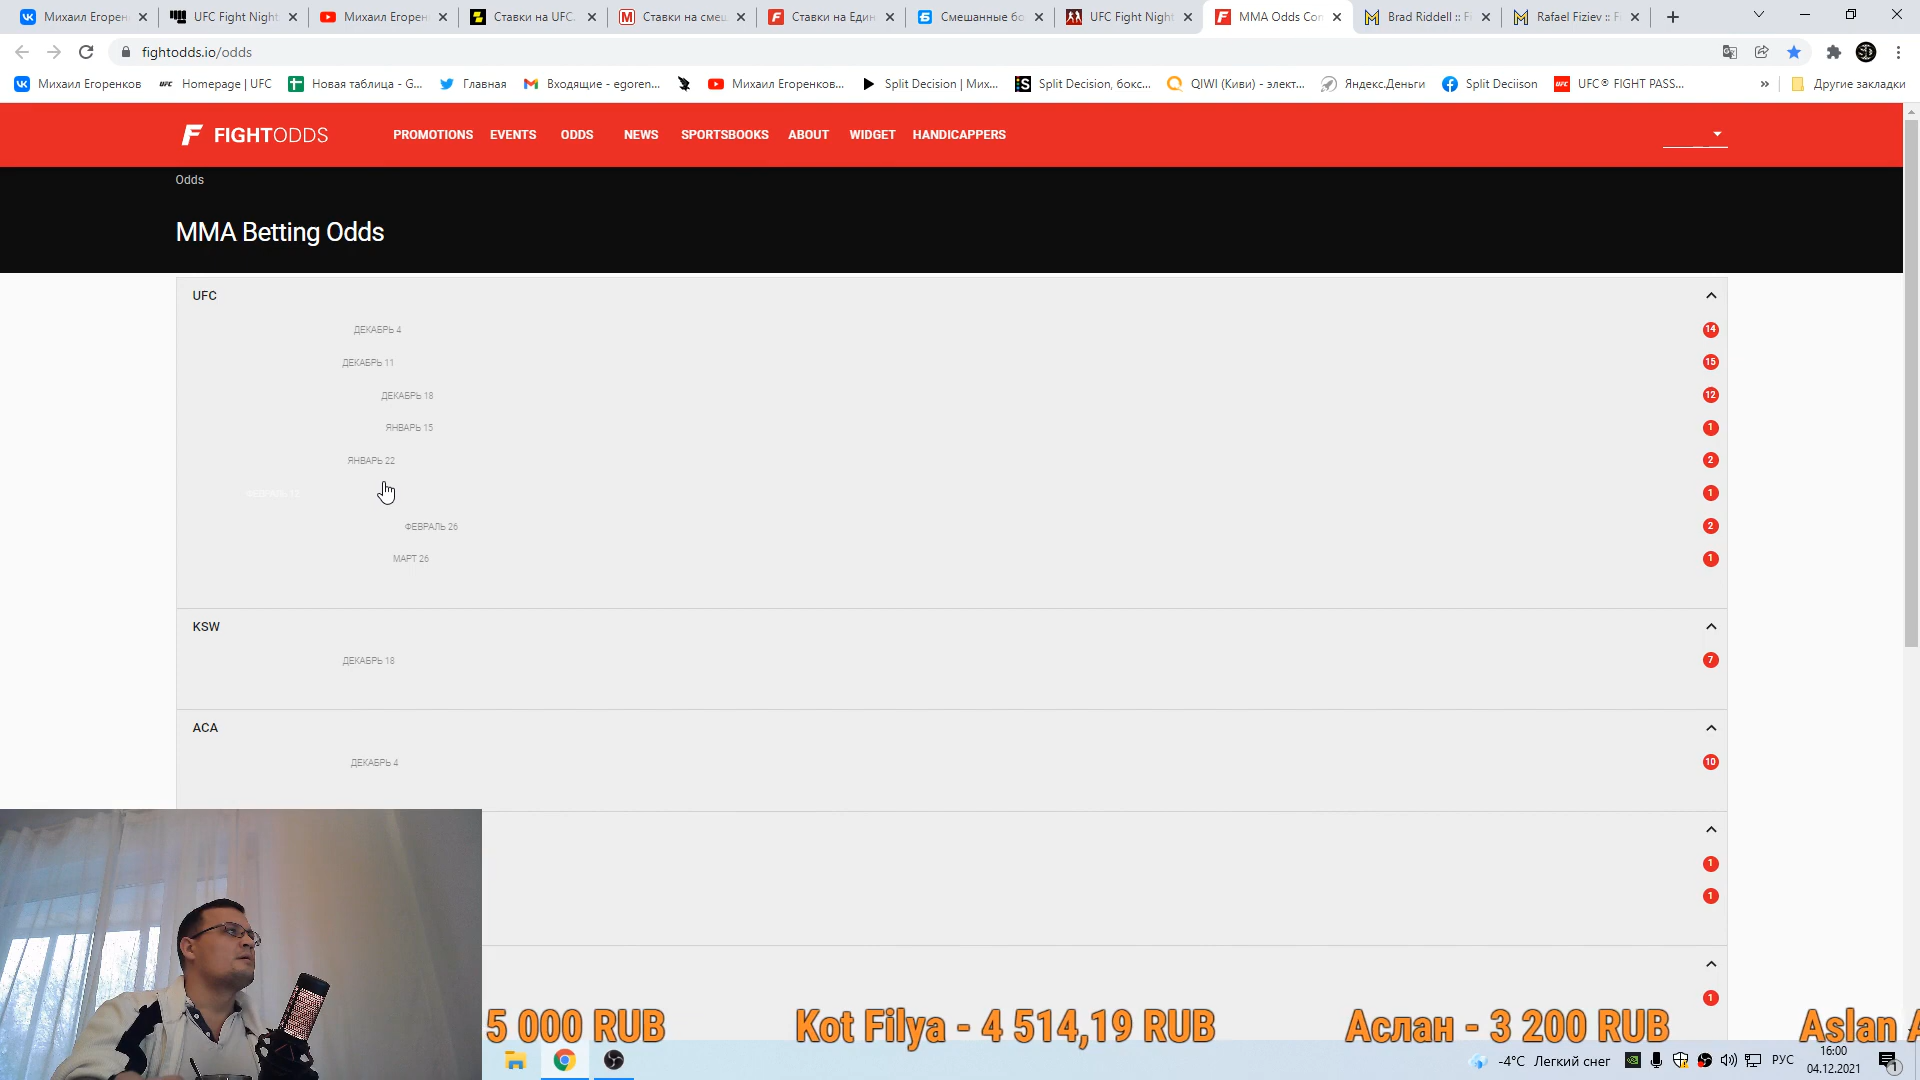 Михаил Егорен
UFC Fight Night
Михаил Егорен
Ставки на UFC.
Ставки на смеш
Ставки на Един
Смешанные бо
UFC Fight Night
MMA Odds Con
Brad Riddell :: F
Rafael Fiziev :: F
fightodds.io/odds
Михаил Егоренков
Homepage | UFC
Новая таблица - G...
Главная
Входящие - egoren...
Михаил Егоренков...
Split Decision | Мих...
Split Decision, бокс...
QIWI (Киви) - элект...
Яндекс.Деньги
Split Deciison
UFC® FIGHT PASS...
»
Другие закладки
FIGHTODDS
PROMOTIONS
EVENTS
ODDS
NEWS
SPORTSBOOKS
ABOUT
WIDGET
HANDICAPPERS
Odds
MMA Betting Odds
UFC
ДЕКАБРЬ 4
14
ДЕКАБРЬ 11
15
ДЕКАБРЬ 18
12
ЯНВАРЬ 15
1
ЯНВАРЬ 22
2
ФЕВРАЛЬ 12
1
ФЕВРАЛЬ 26
2
МАРТ 26
1
KSW
ДЕКАБРЬ 18
7
ACA
ДЕКАБРЬ 4
10
1
1
1
5 000 RUB
Kot Filya - 4 514,19 RUB
Аслан - 3 200 RUB
Aslan A
-4°C Легкий снег
РУС
16:00
04.12.2021
1